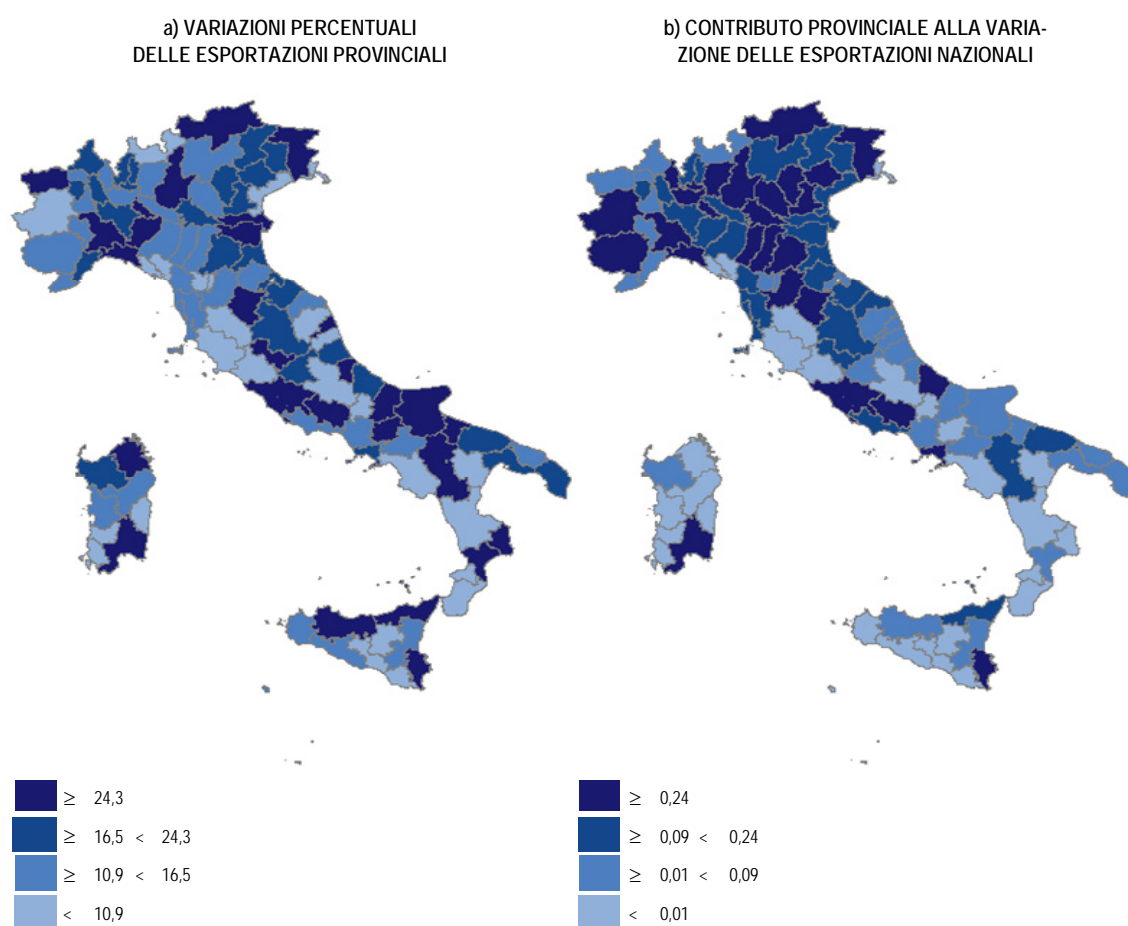 a) VARIAZIONI PERCENTUALI
DELLE ESPORTAZIONI PROVINCIALI
b) CONTRIBUTO PROVINCIALE ALLA VARIA-
ZIONE DELLE ESPORTAZIONI NAZIONALI
≥ 24,3
≥ 16,5 < 24,3
≥ 10,9 < 16,5
< 10,9
≥ 0,24
≥ 0,09 < 0,24
≥ 0,01 < 0,09
< 0,01